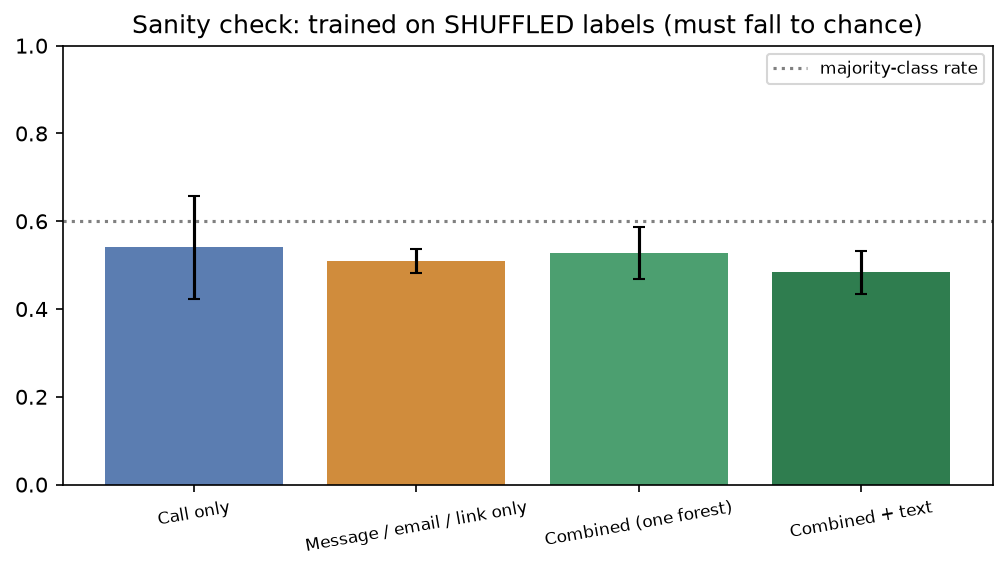 Sanity check: trained on SHUFFLED labels (must fall to chance)
1.0
majority-class rate
0.8
0.6
0.4
0.2
0.0
Call only
Message / email / link only
Combined (one forest)
Combined + text